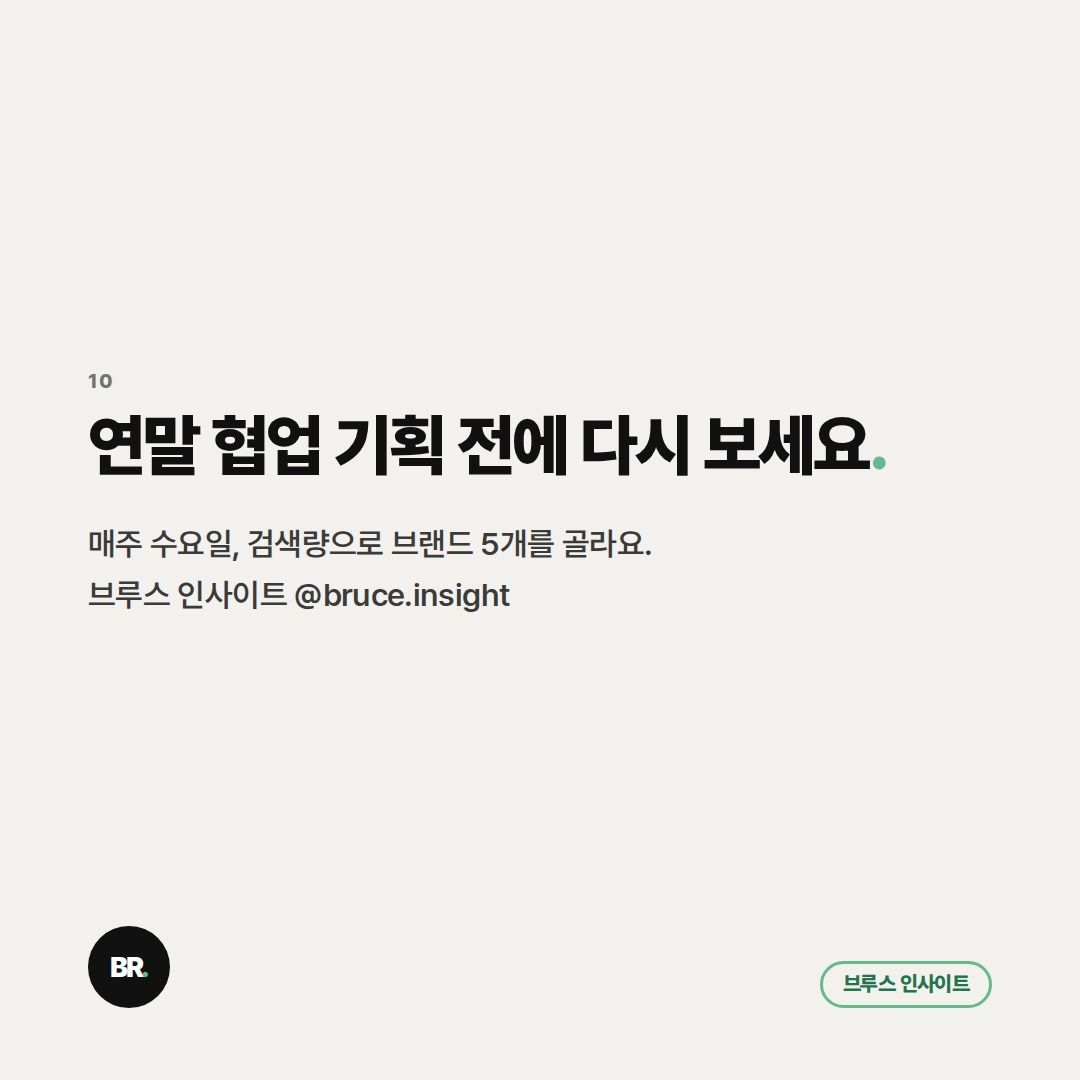 10
연말 협업 기획 전에 다시 보세요.
매주 수요일, 검색량으로 브랜드 5개를 골라요.
브루스 인사이트 @bruce.insight
BR.
브루스 인사이트